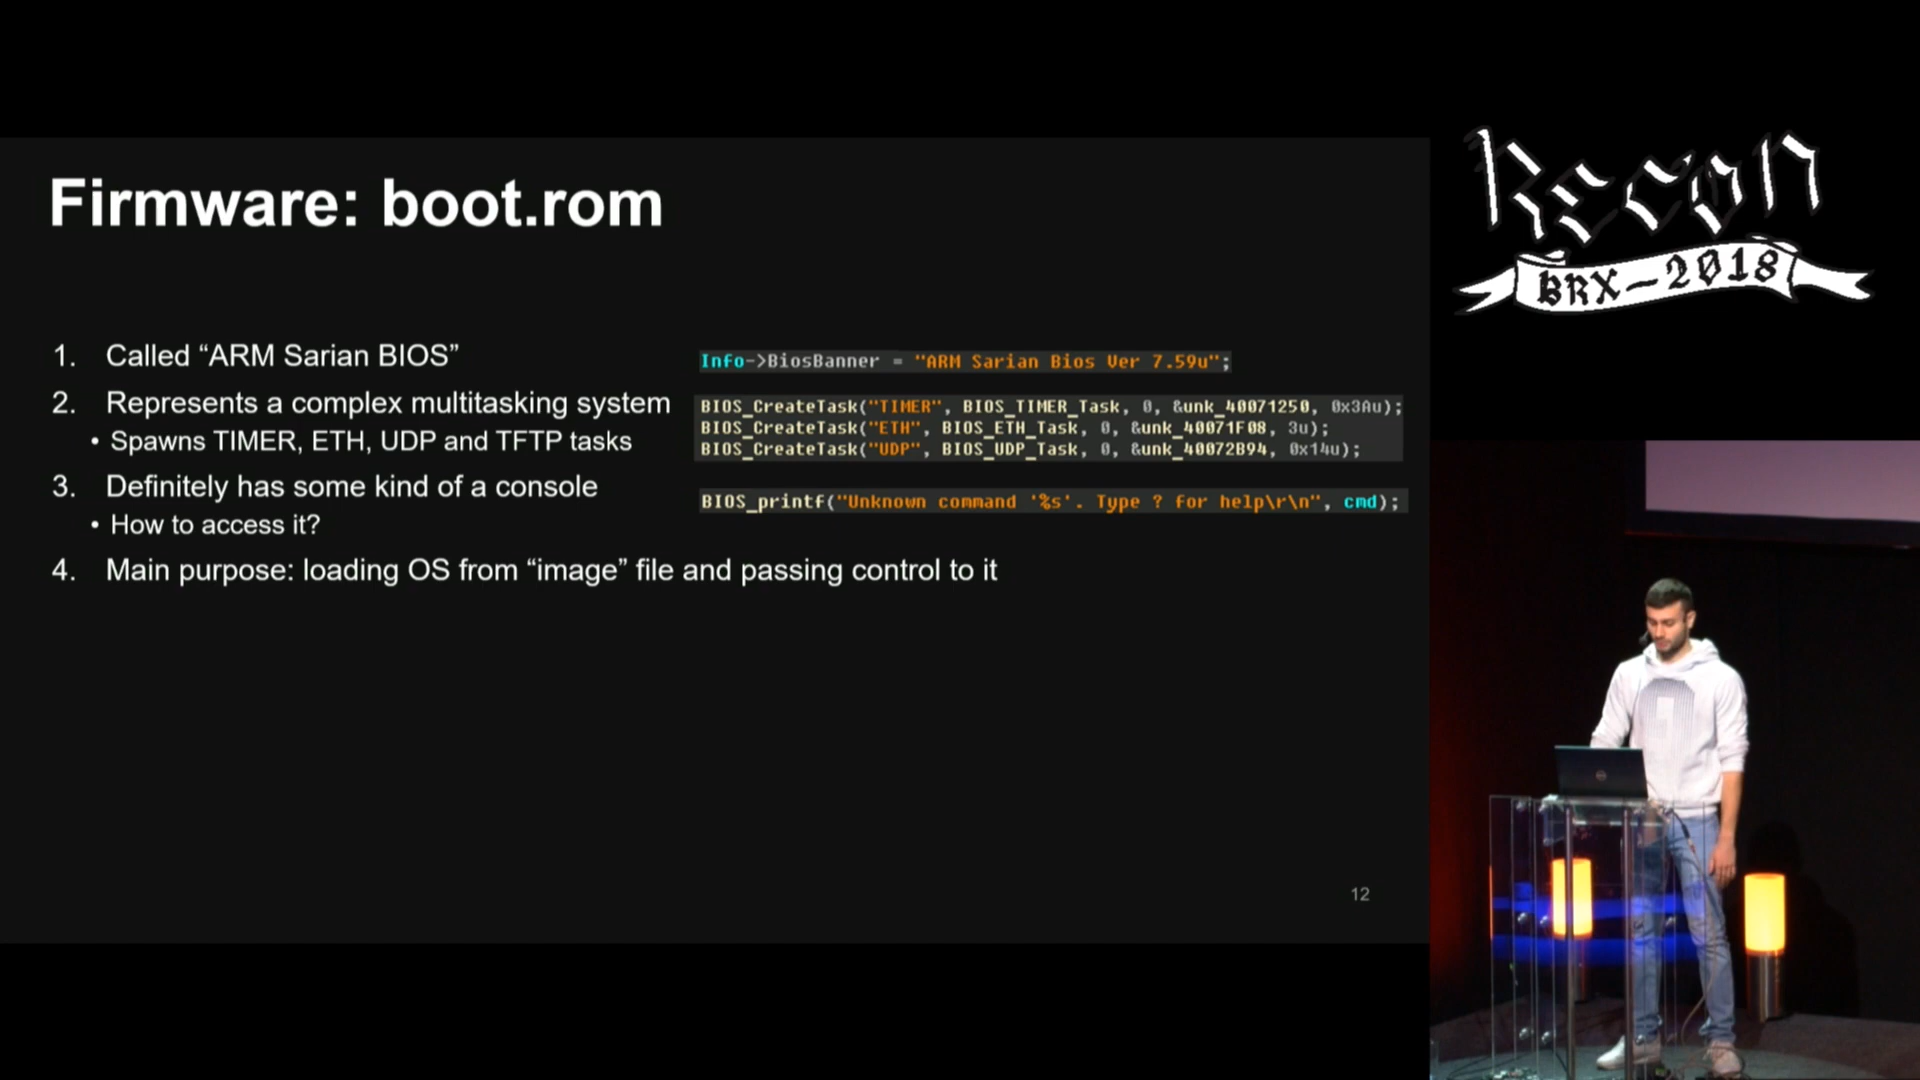 Firmware: boot.rom
1. Called “ARM Sarian BIOS”
2. Represents a complex multitasking system
• Spawns TIMER, ETH, UDP and TFTP tasks
3. Definitely has some kind of a console
• How to access it?
4. Main purpose: loading OS from “image” file and passing control to it
Info->BiosBanner = "ARM Sarian Bios Ver 7.59u";
BIOS_CreateTask("TIMER", BIOS_TIMER_Task, 0, &unk_40071250, 0x3Au);
BIOS_CreateTask("ETH", BIOS_ETH_Task, 0, &unk_40071F08, 3u);
BIOS_CreateTask("UDP", BIOS_UDP_Task, 0, &unk_40072B94, 0x14u);
BIOS_printf("Unknown command '%s'. Type ? for help\r\n", cmd);
12
Recon
BRX-2018